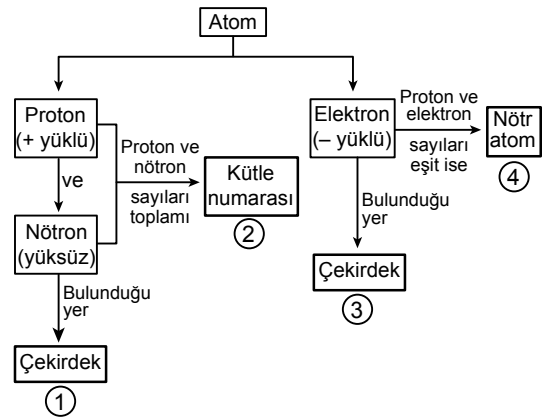 Atom
Proton
(+ yüklü)
ve
Nötron
(yüksüz)
Bulunduğu
yer
Çekirdek
1
Proton ve
nötron
sayıları
toplamı
Kütle
numarası
2
Elektron
(– yüklü)
Bulunduğu
yer
Çekirdek
3
Proton ve
elektron
sayıları
eşit ise
Nötr
atom
4